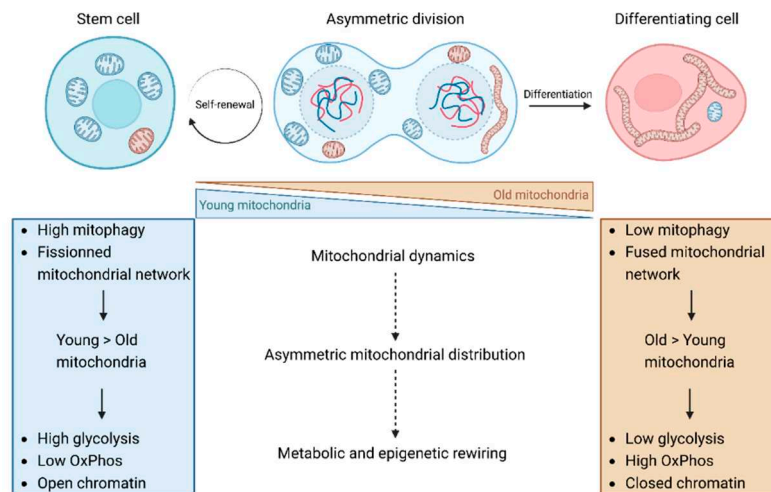 Stem cell
Asymmetric division
Differentiating cell
Self-renewal
Differentiation
Old mitochondria
Young mitochondria
• High mitophagy
• Fissionned
mitochondrial network
Young > Old
mitochondria
• High glycolysis
• Low OxPhos
• Open chromatin
Mitochondrial dynamics
Asymmetric mitochondrial distribution
Metabolic and epigenetic rewiring
• Low mitophagy
• Fused mitochondrial
network
Old > Young
mitochondria
• Low glycolysis
• High OxPhos
• Closed chromatin